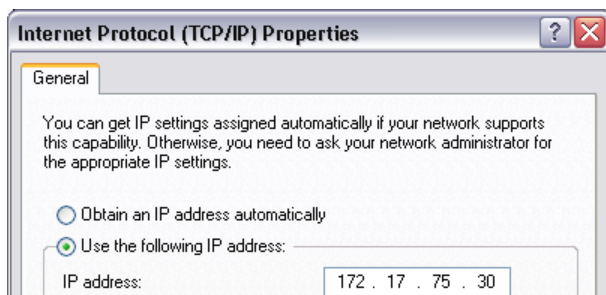 Internet Protocol (TCP/IP) Properties
General
You can get IP settings assigned automatically if your network supports
this capability. Otherwise, you need to ask your network administrator for
the appropriate IP settings.
Obtain an IP address automatically
Use the following IP address:
IP address: 172 . 17 . 75 . 30